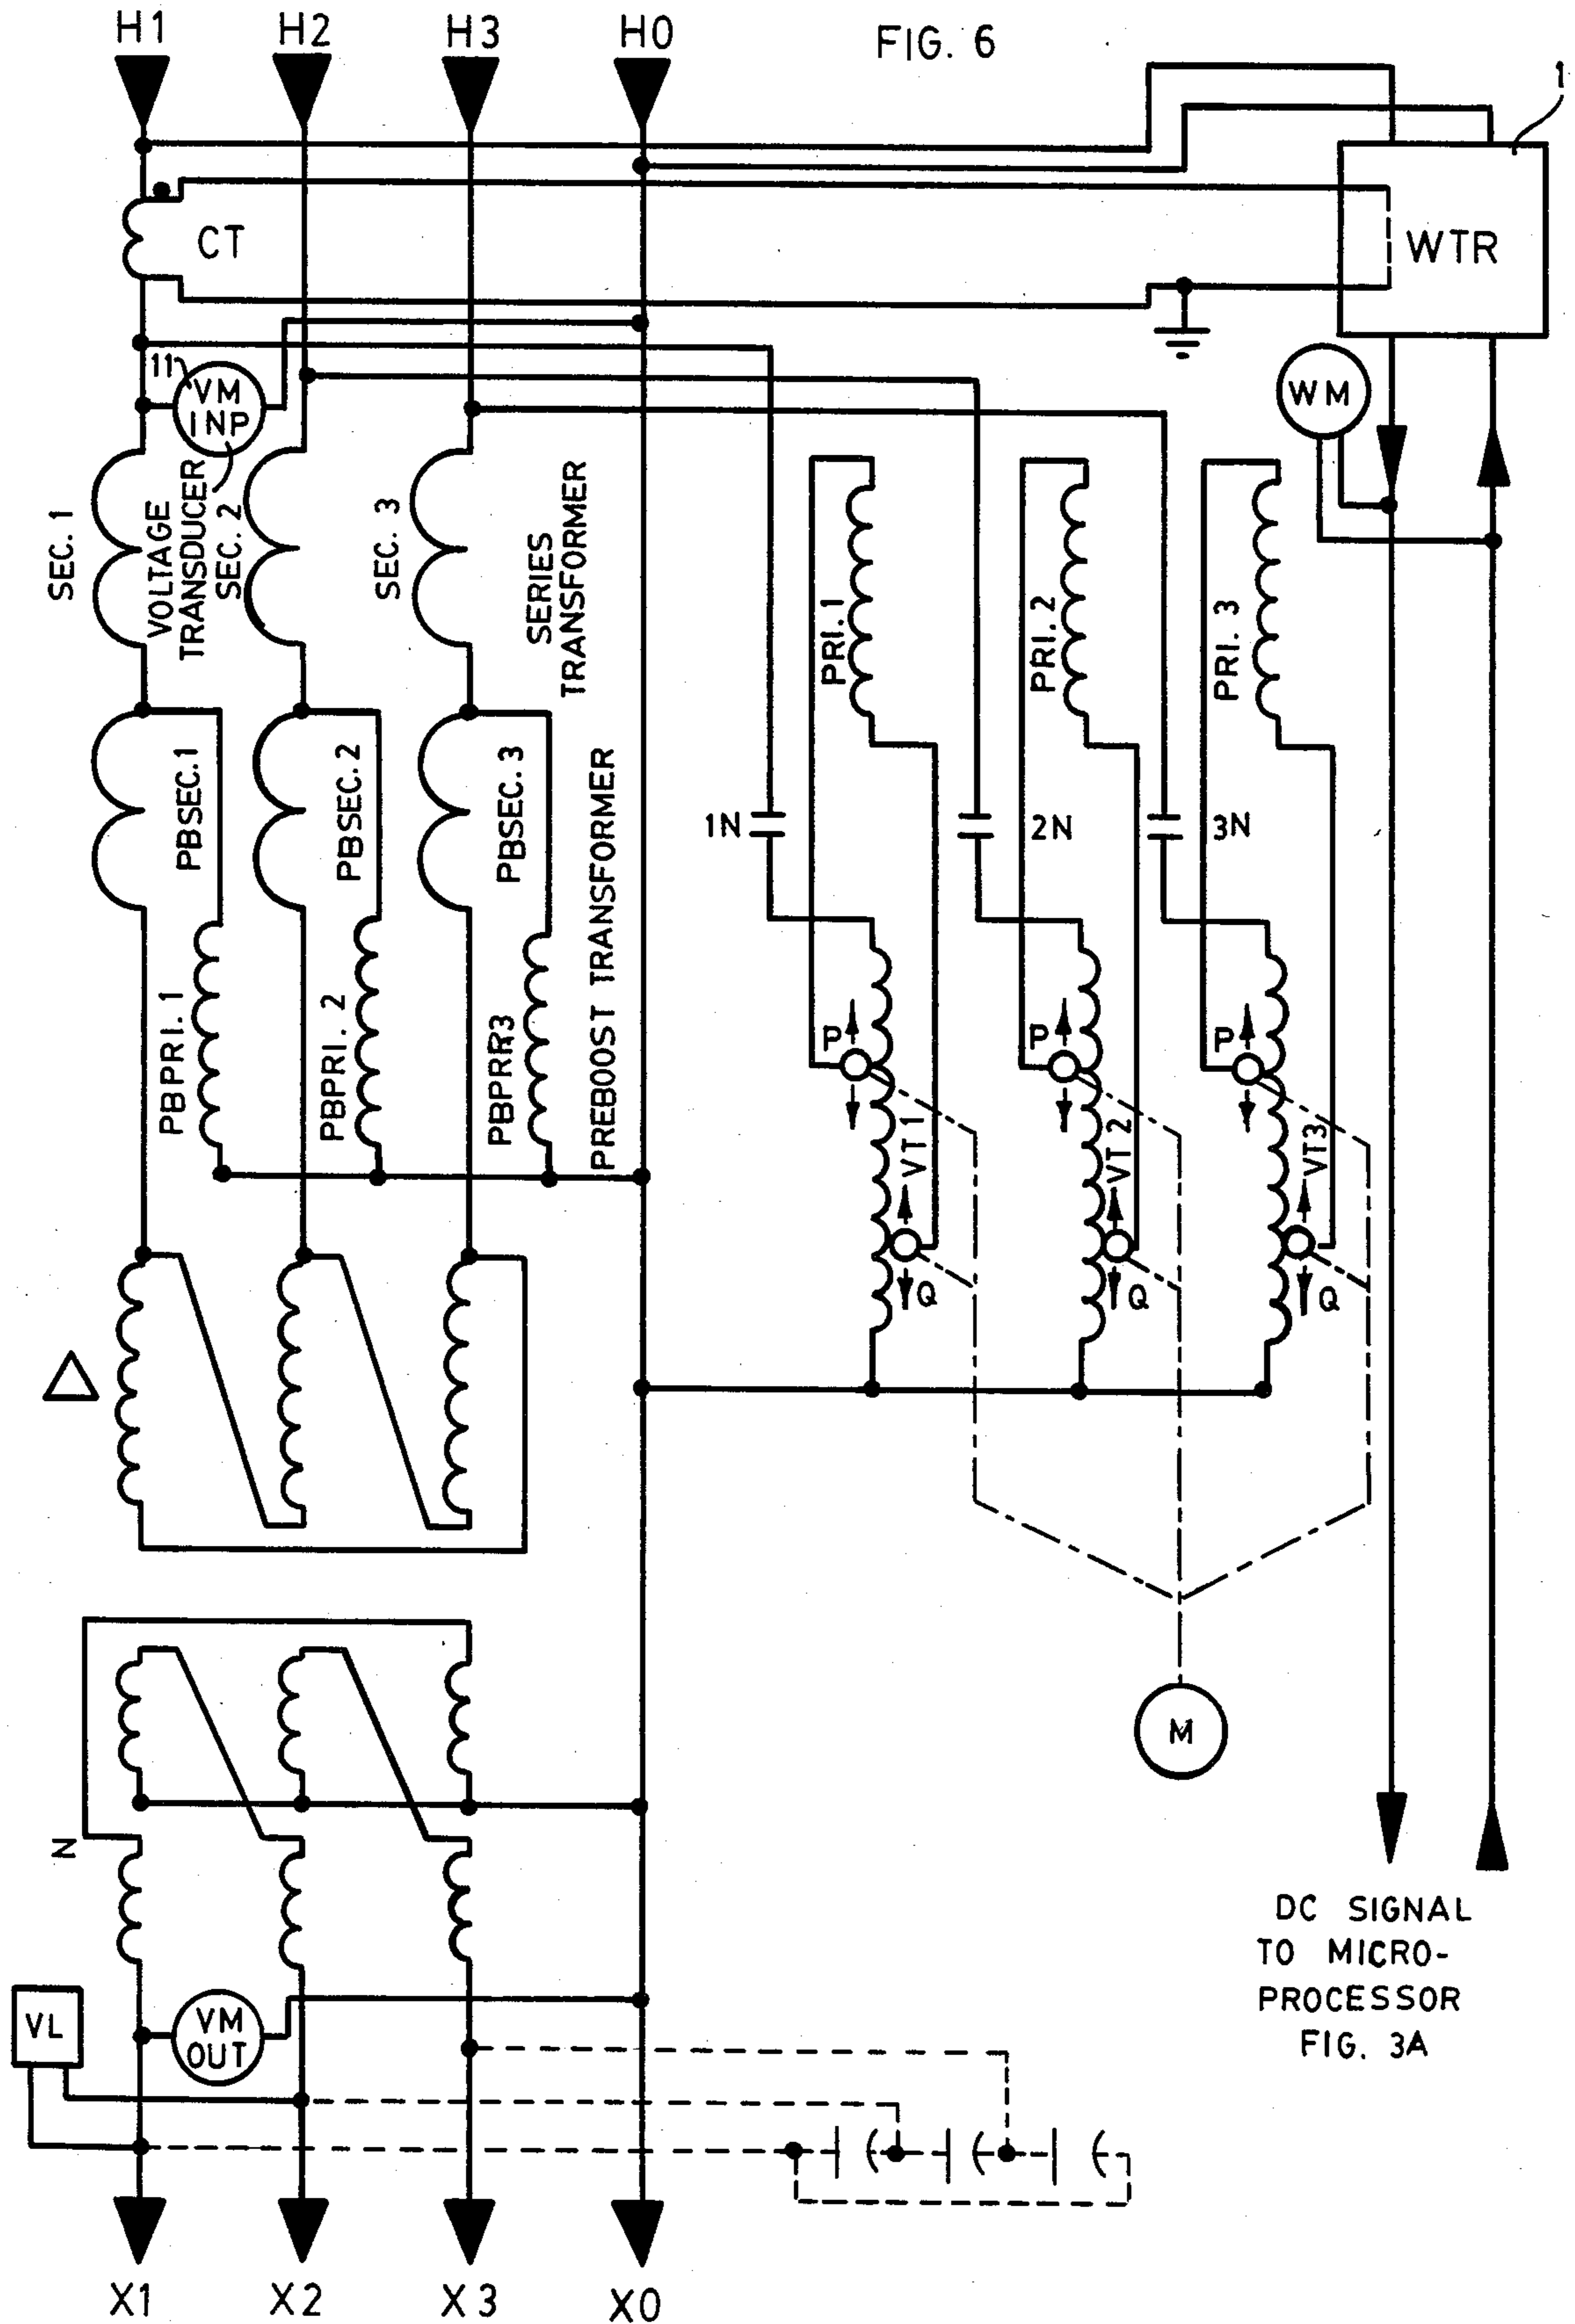 FIG. 6
H1
H2
H3
H0
1
CT
WTR
11
VM
INP
WM
SEC. 1
VOLTAGE
TRANSDUCER
SEC. 2
SEC. 3
SERIES
TRANSFORMER
PRI. 1
PRI. 2
PRI. 3
PBSEC. 1
PBSEC. 2
PBSEC. 3
1N
2N
3N
PBPRI. 1
PBPRI. 2
PBPRR3
PREBOOST TRANSFORMER
P
P
P
VT1
VT 2
VT3
Q
Q
Q
M
N
DC SIGNAL
TO MICRO-
PROCESSOR
FIG. 3A
VL
VM
OUT
X1
X2
X3
X0